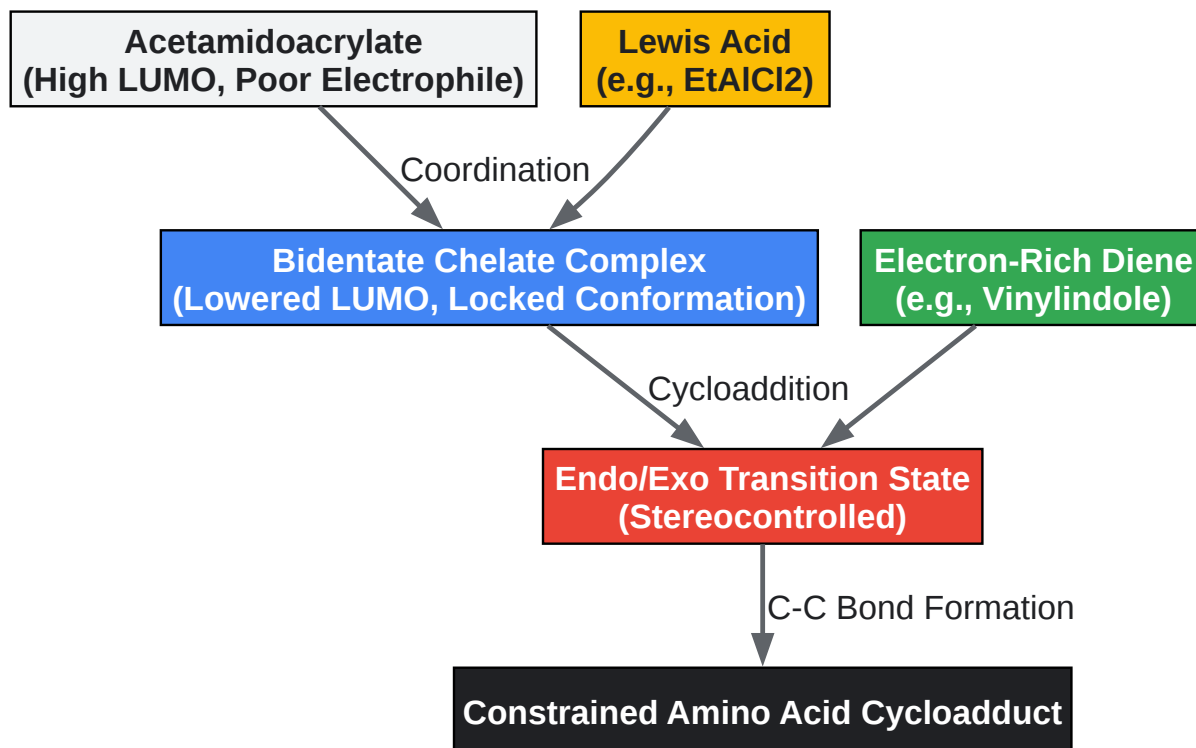 Acetamidoacrylate
(High LUMO, Poor Electrophile)
Lewis Acid
(e.g., EtAlCl2)
Coordination
Bidentate Chelate Complex
(Lowered LUMO, Locked Conformation)
Electron-Rich Diene
(e.g., Vinylindole)
Cycloaddition
Endo/Exo Transition State
(Stereocontrolled)
C-C Bond Formation
Constrained Amino Acid Cycloadduct